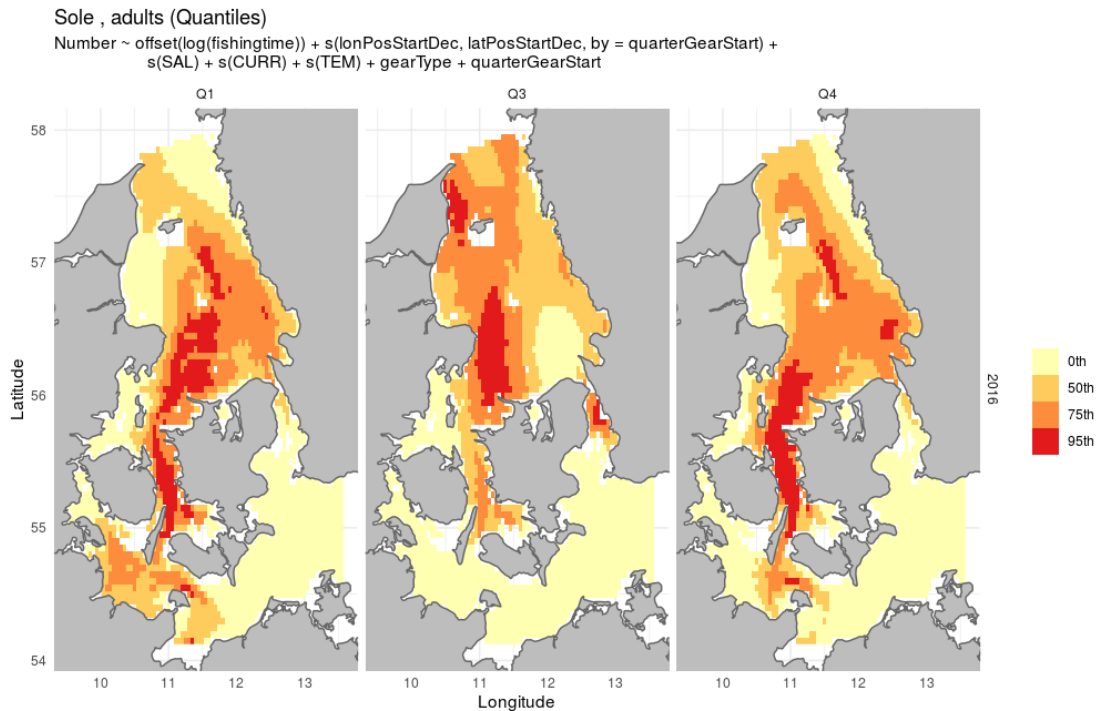 Sole , adults (Quantiles)
Number ~ offset(log(fishingtime)) + s(lonPosStartDec, latPosStartDec, by = quarterGearStart) +
s(SAL) + s(CURR) + s(TEM) + gearType + quarterGearStart
Q1 Q3 Q4
58
57
56
55
54
Latitude
2016
0th
50th
75th
95th
10 11 12 13 10 11 12 13 10 11 12 13
Longitude